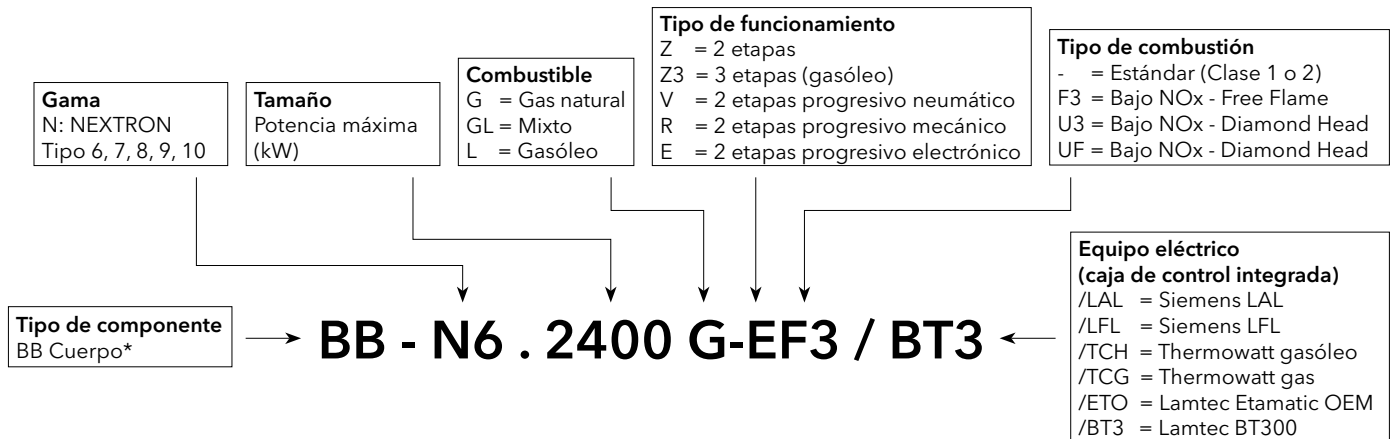 Gama
N: NEXTRON
Tipo 6, 7, 8, 9, 10
Tamaño
Potencia máxima
(kW)
Combustible
G = Gas natural
GL = Mixto
L = Gasóleo
Tipo de funcionamiento
Z = 2 etapas
Z3 = 3 etapas (gasóleo)
V = 2 etapas progresivo neumático
R = 2 etapas progresivo mecánico
E = 2 etapas progresivo electrónico
Tipo de combustión
- = Estándar (Clase 1 o 2)
F3 = Bajo NOx - Free Flame
U3 = Bajo NOx - Diamond Head
UF = Bajo NOx - Diamond Head
Tipo de componente
BB Cuerpo*
BB - N6 . 2400 G-EF3 / BT3
Equipo eléctrico
(caja de control integrada)
/LAL = Siemens LAL
/LFL = Siemens LFL
/TCH = Thermowatt gasóleo
/TCG = Thermowatt gas
/ETO = Lamtec Etamatic OEM
/BT3 = Lamtec BT300